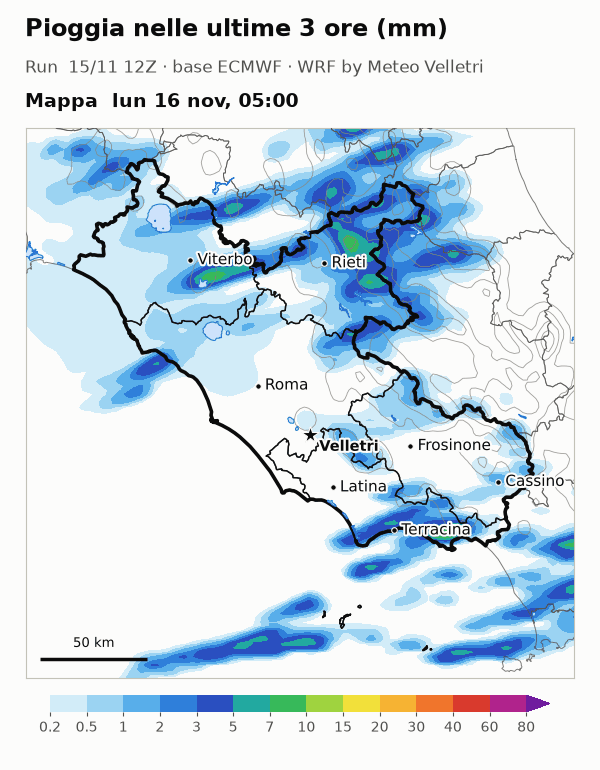 Pioggia nelle ultime 3 ore (mm)
Run  15/11 12Z · base ECMWF · WRF by Meteo Velletri
Mappa  lun 16 nov, 05:00
Viterbo
Rieti
Roma
Velletri
Frosinone
Cassino
Latina
Terracina
50 km
0.2 0.5 1 2 3 5 7 10 15 20 30 40 60 80